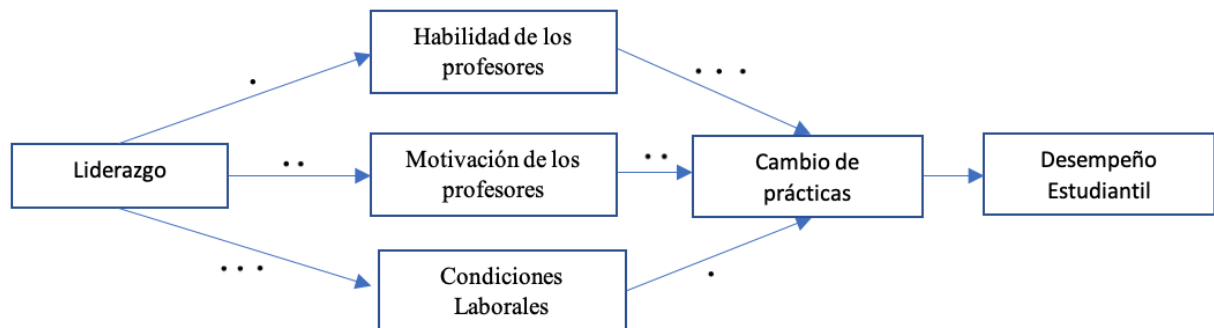 Habilidad de los
profesores
Liderazgo
Motivación de los
profesores
Cambio de
prácticas
Desempeño
Estudiantil
Condiciones
Laborales